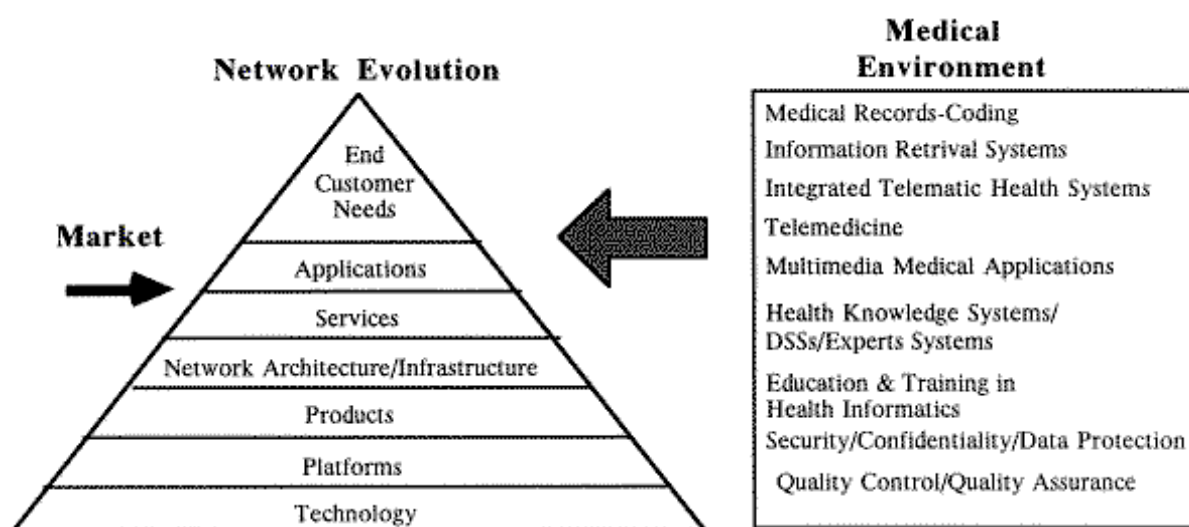 Network Evolution
Market
End
Customer
Needs
Applications
Services
Network Architecture/Infrastructure
Products
Platforms
Technology
Medical
Environment
Medical Records-Coding
Information Retrival Systems
Integrated Telematic Health Systems
Telemedicine
Multimedia Medical Applications
Health Knowledge Systems/
DSSs/Experts Systems
Education & Training in
Health Informatics
Security/Confidentiality/Data Protection
Quality Control/Quality Assurance